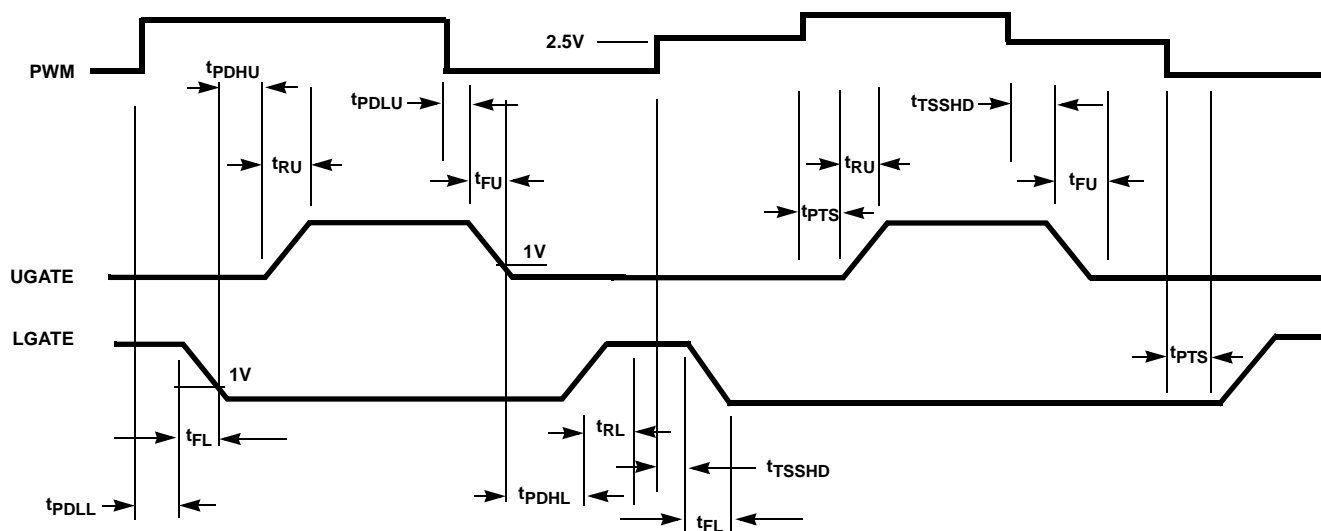 2.5V
PWM
tPDHU
tPDLU
tTSSHD
tRU
tFU
tRU
tFU
tPTS
1V
UGATE
LGATE
tPTS
1V
tRL
tFL
tTSSHD
tPDLL
tPDHL
tFL